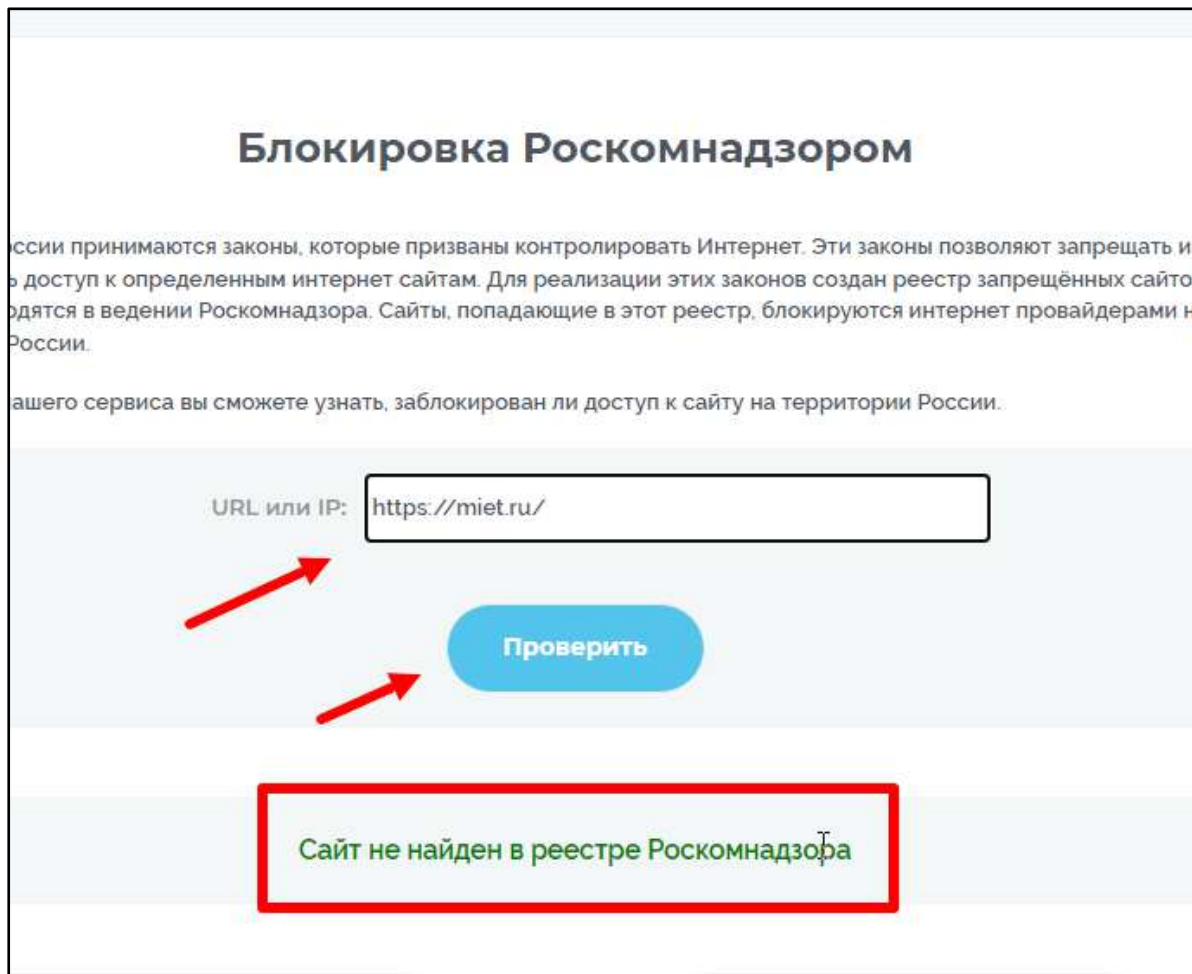 Блокировка Роскомнадзором
ссии принимаются законы, которые призваны контролировать Интернет. Эти законы позволяют запрещать и
ь доступ к определенным интернет сайтам. Для реализации этих законов создан реестр запрещённых сайто
одятся в ведении Роскомнадзора. Сайты, попадающие в этот реестр, блокируются интернет провайдерами н
России.
ашего сервиса вы сможете узнать, заблокирован ли доступ к сайту на территории России.
URL или IP: https://miet.ru/
Проверить
Сайт не найден в реестре Роскомнадзора